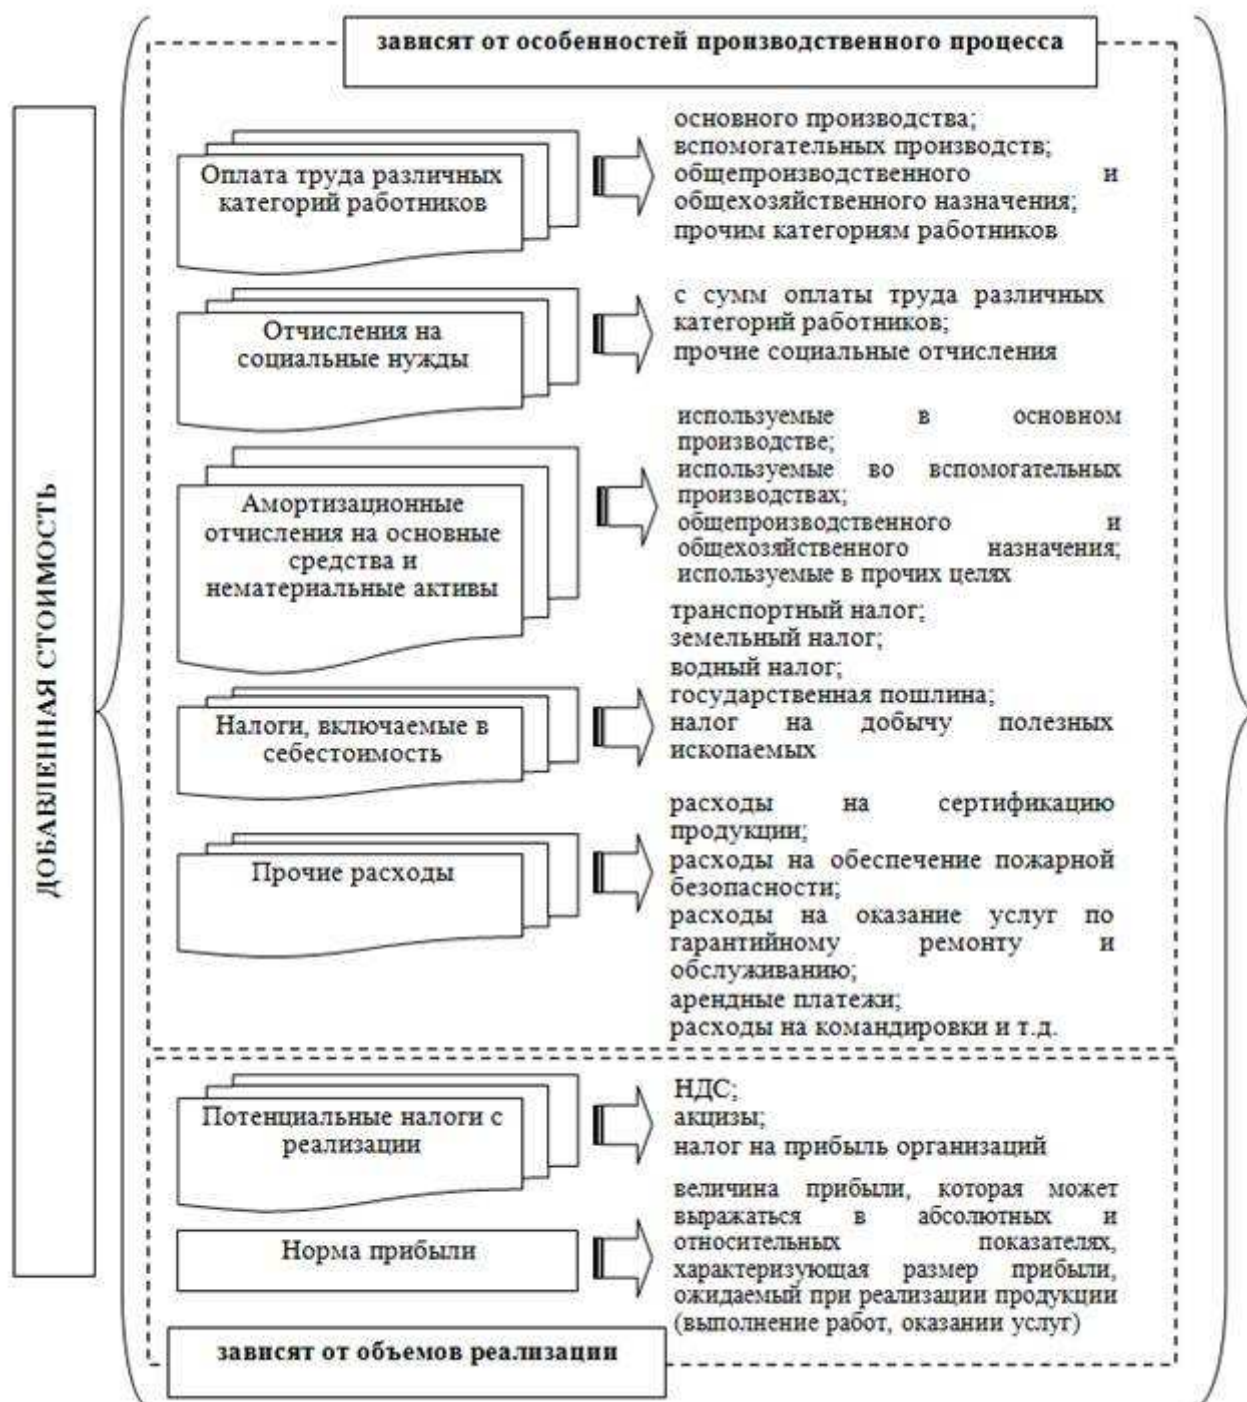 зависят от особенностей производственного процесса
ДОБАВЛЕННАЯ СТОИМОСТЬ
Оплата труда различных
категорий работников
основного производства;
вспомогательных производств;
общепроизводственного и
общехозяйственного назначения;
прочим категориям работников
Отчисления на
социальные нужды
с сумм оплаты труда различных
категорий работников;
прочие социальные отчисления
Амортизационные
отчисления на основные
средства и
нематериальные активы
используемые в основном
производстве;
используемые во вспомогательных
производствах;
общепроизводственного и
общехозяйственного назначения;
используемые в прочих целях
Налоги, включаемые в
себестоимость
транспортный налог;
земельный налог;
водный налог;
государственная пошлина;
налог на добычу полезных
ископаемых
Прочие расходы
расходы на сертификацию
продукции;
расходы на обеспечение пожарной
безопасности;
расходы на оказание услуг по
гарантийному ремонту и
обслуживанию;
арендные платежи;
расходы на командировки и т.д.
Потенциальные налоги с
реализации
НДС;
акцизы;
налог на прибыль организаций
Норма прибыли
величина прибыли, которая может
выражаться в абсолютных и
относительных показателях,
характеризующая размер прибыли,
ожидаемый при реализации продукции
(выполнение работ, оказании услуг)
зависят от объемов реализации